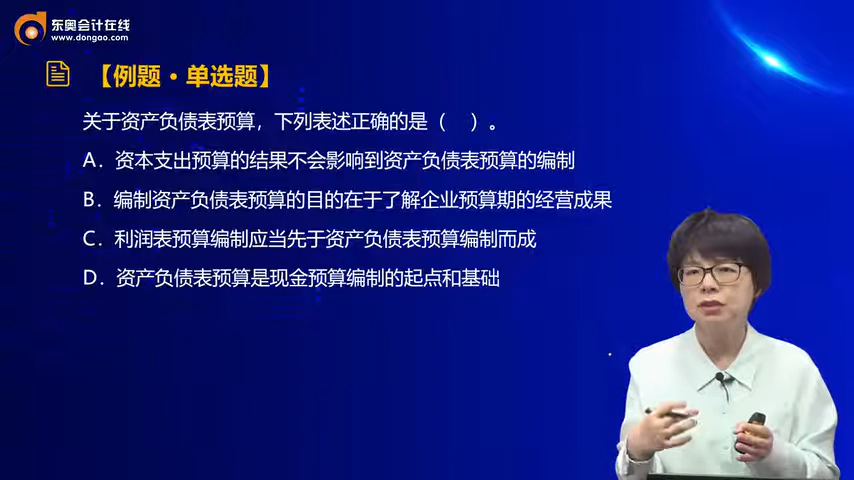 东奥会计在线
www.dongao.com
【例题·单选题】
关于资产负债表预算，下列表述正确的是（ ）。
A．资本支出预算的结果不会影响到资产负债表预算的编制
B．编制资产负债表预算的目的在于了解企业预算期的经营成果
C．利润表预算编制应当先于资产负债表预算编制而成
D．资产负债表预算是现金预算编制的起点和基础